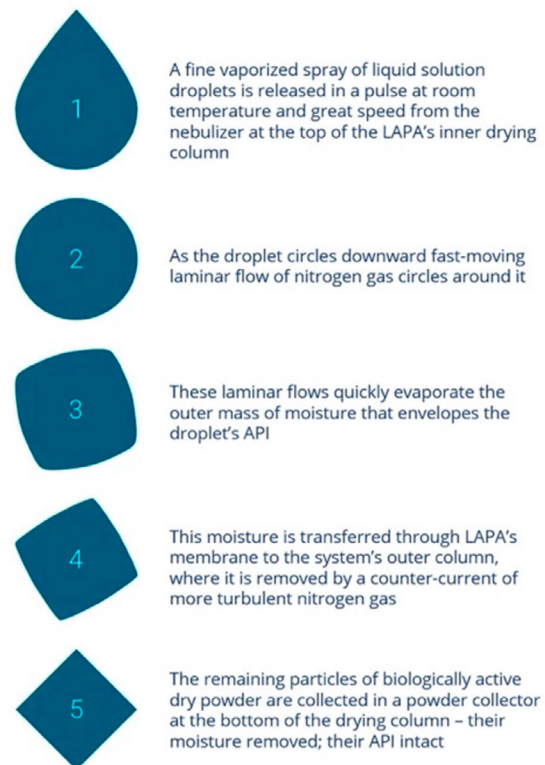 1
A fine vaporized spray of liquid solution
droplets is released in a pulse at room
temperature and great speed from the
nebulizer at the top of the LAPA's inner drying
column
2
As the droplet circles downward fast-moving
laminar flow of nitrogen gas circles around it
3
These laminar flows quickly evaporate the
outer mass of moisture that envelopes the
droplet's API
4
This moisture is transferred through LAPA's
membrane to the system's outer column,
where it is removed by a counter-current of
more turbulent nitrogen gas
5
The remaining particles of biologically active
dry powder are collected in a powder collector
at the bottom of the drying column – their
moisture removed; their API intact